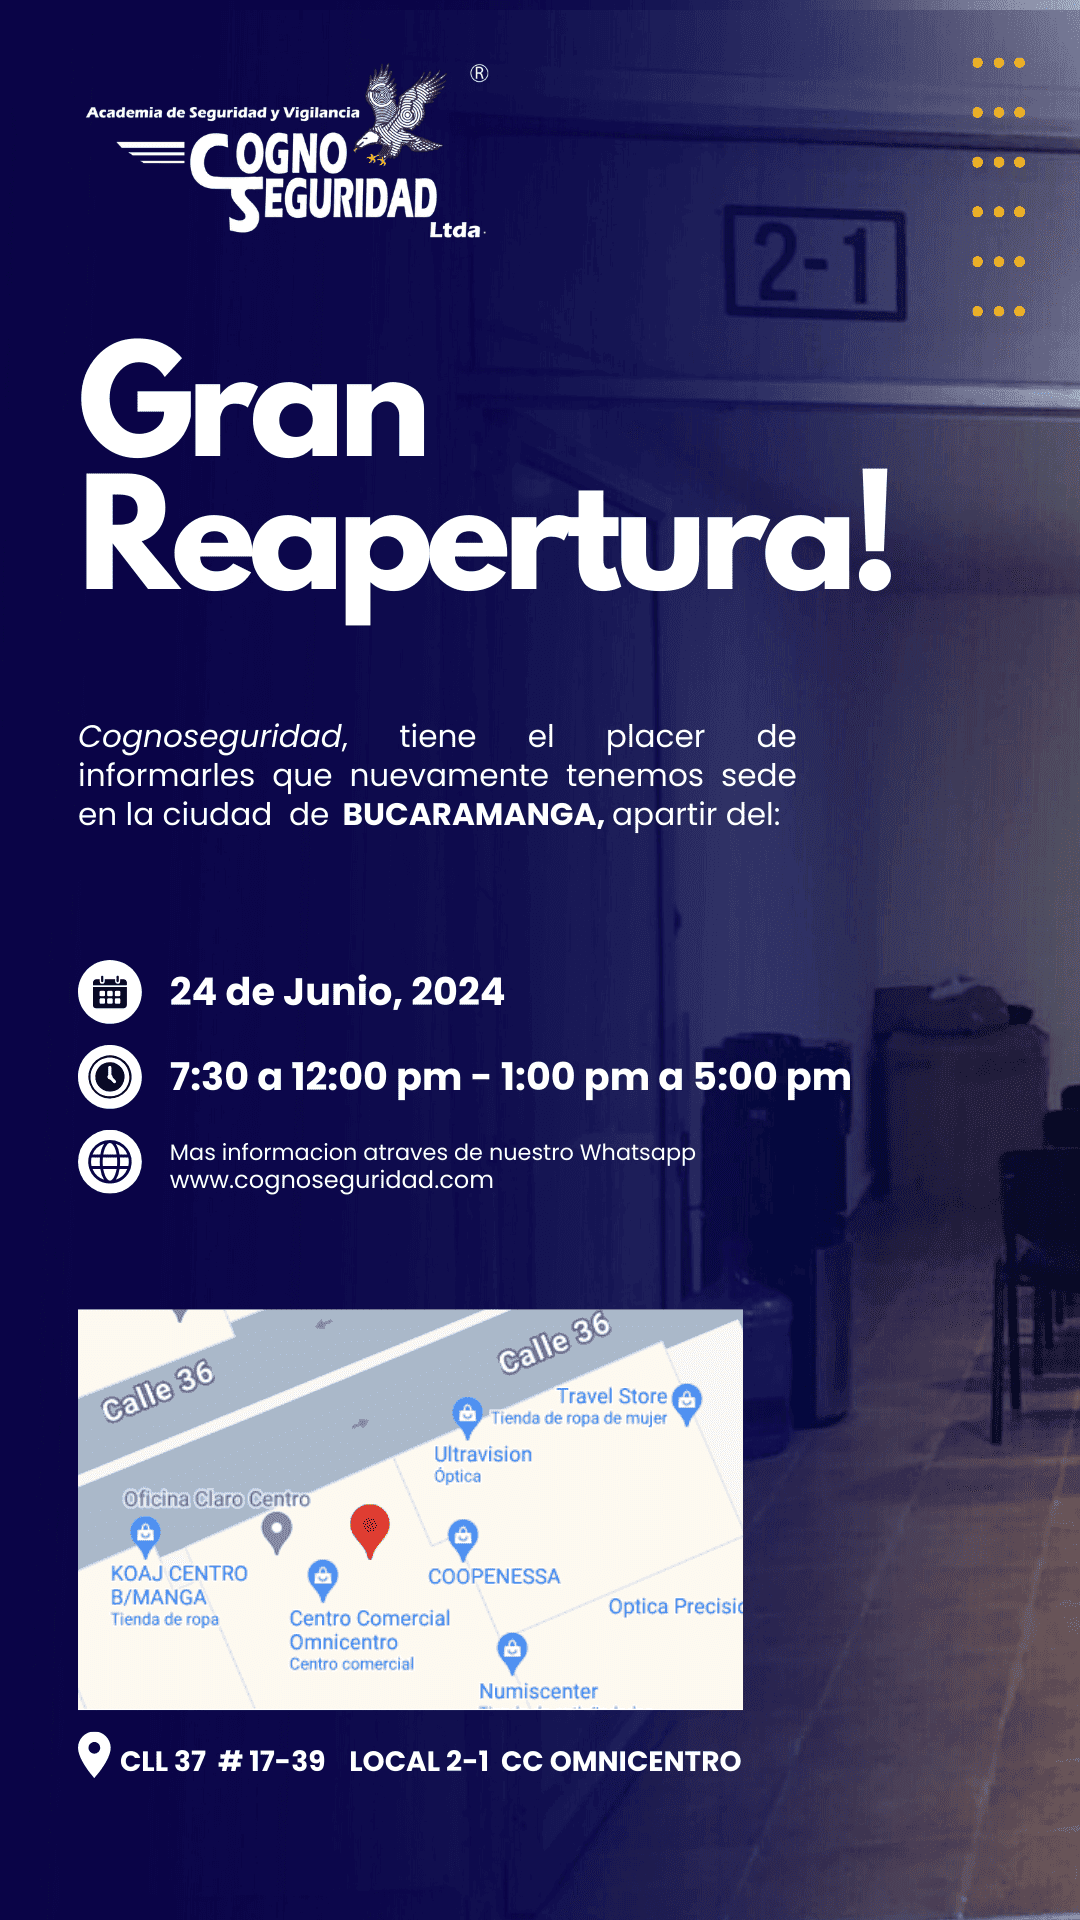 ®
Academia de Seguridad y Vigilancia
COGNO
SEGURIDAD
Ltda.
2-1
Gran
Reapertura!
Cognoseguridad, tiene el placer de
informarles que nuevamente tenemos sede
en la ciudad de BUCARAMANGA, apartir del:
24 de Junio, 2024
7:30 a 12:00 pm - 1:00 pm a 5:00 pm
Mas informacion atraves de nuestro Whatsapp
www.cognoseguridad.com
Calle 36
Calle 36
Travel Store
Tienda de ropa de mujer
Ultravision
Óptica
Oficina Claro Centro
KOAJ CENTRO
B/MANGA
Tienda de ropa
COOPENESSA
Centro Comercial
Omnicentro
Centro comercial
Optica Precisio
Numiscenter
CLL 37 # 17-39 LOCAL 2-1 CC OMNICENTRO